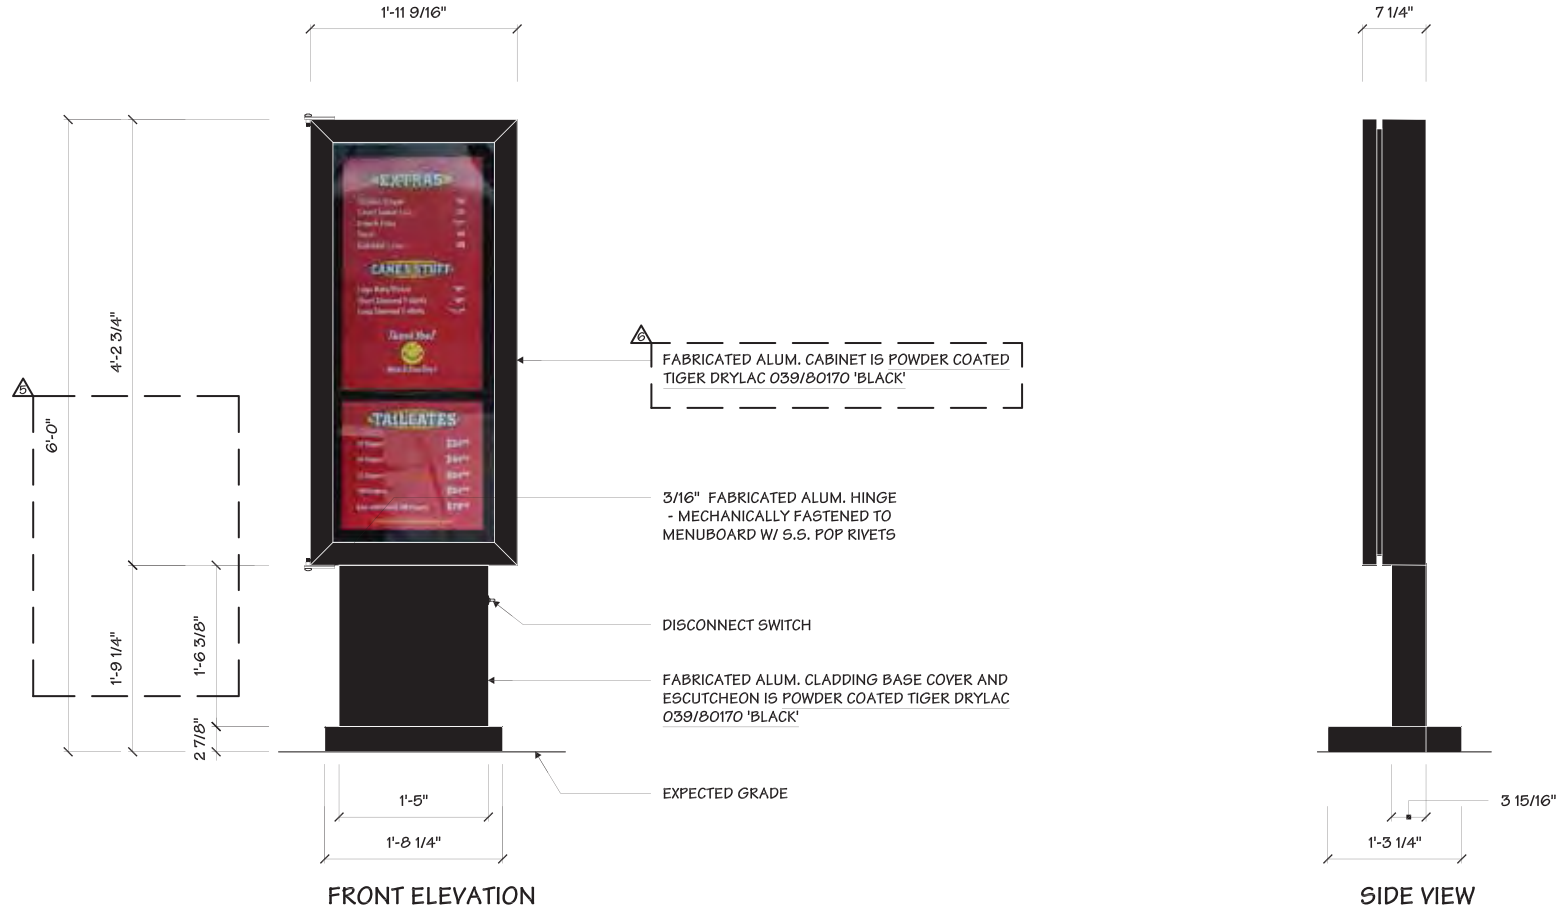 1'-11 9/16"
7 1/4"
EXTRAS
CANE'S STUFF
Thank You!
TAILGATES
4'-2 3/4"
5
6'-0"
1'-9 1/4"
1'-6 3/8"
2 7/8"
6
FABRICATED ALUM. CABINET IS POWDER COATED
TIGER DRYLAC 039/80170 'BLACK'
3/16" FABRICATED ALUM. HINGE
- MECHANICALLY FASTENED TO
MENUBOARD W/ S.S. POP RIVETS
DISCONNECT SWITCH
FABRICATED ALUM. CLADDING BASE COVER AND
ESCUTCHEON IS POWDER COATED TIGER DRYLAC
039/80170 'BLACK'
EXPECTED GRADE
1'-5"
1'-8 1/4"
3 15/16"
1'-3 1/4"
FRONT ELEVATION
SIDE VIEW